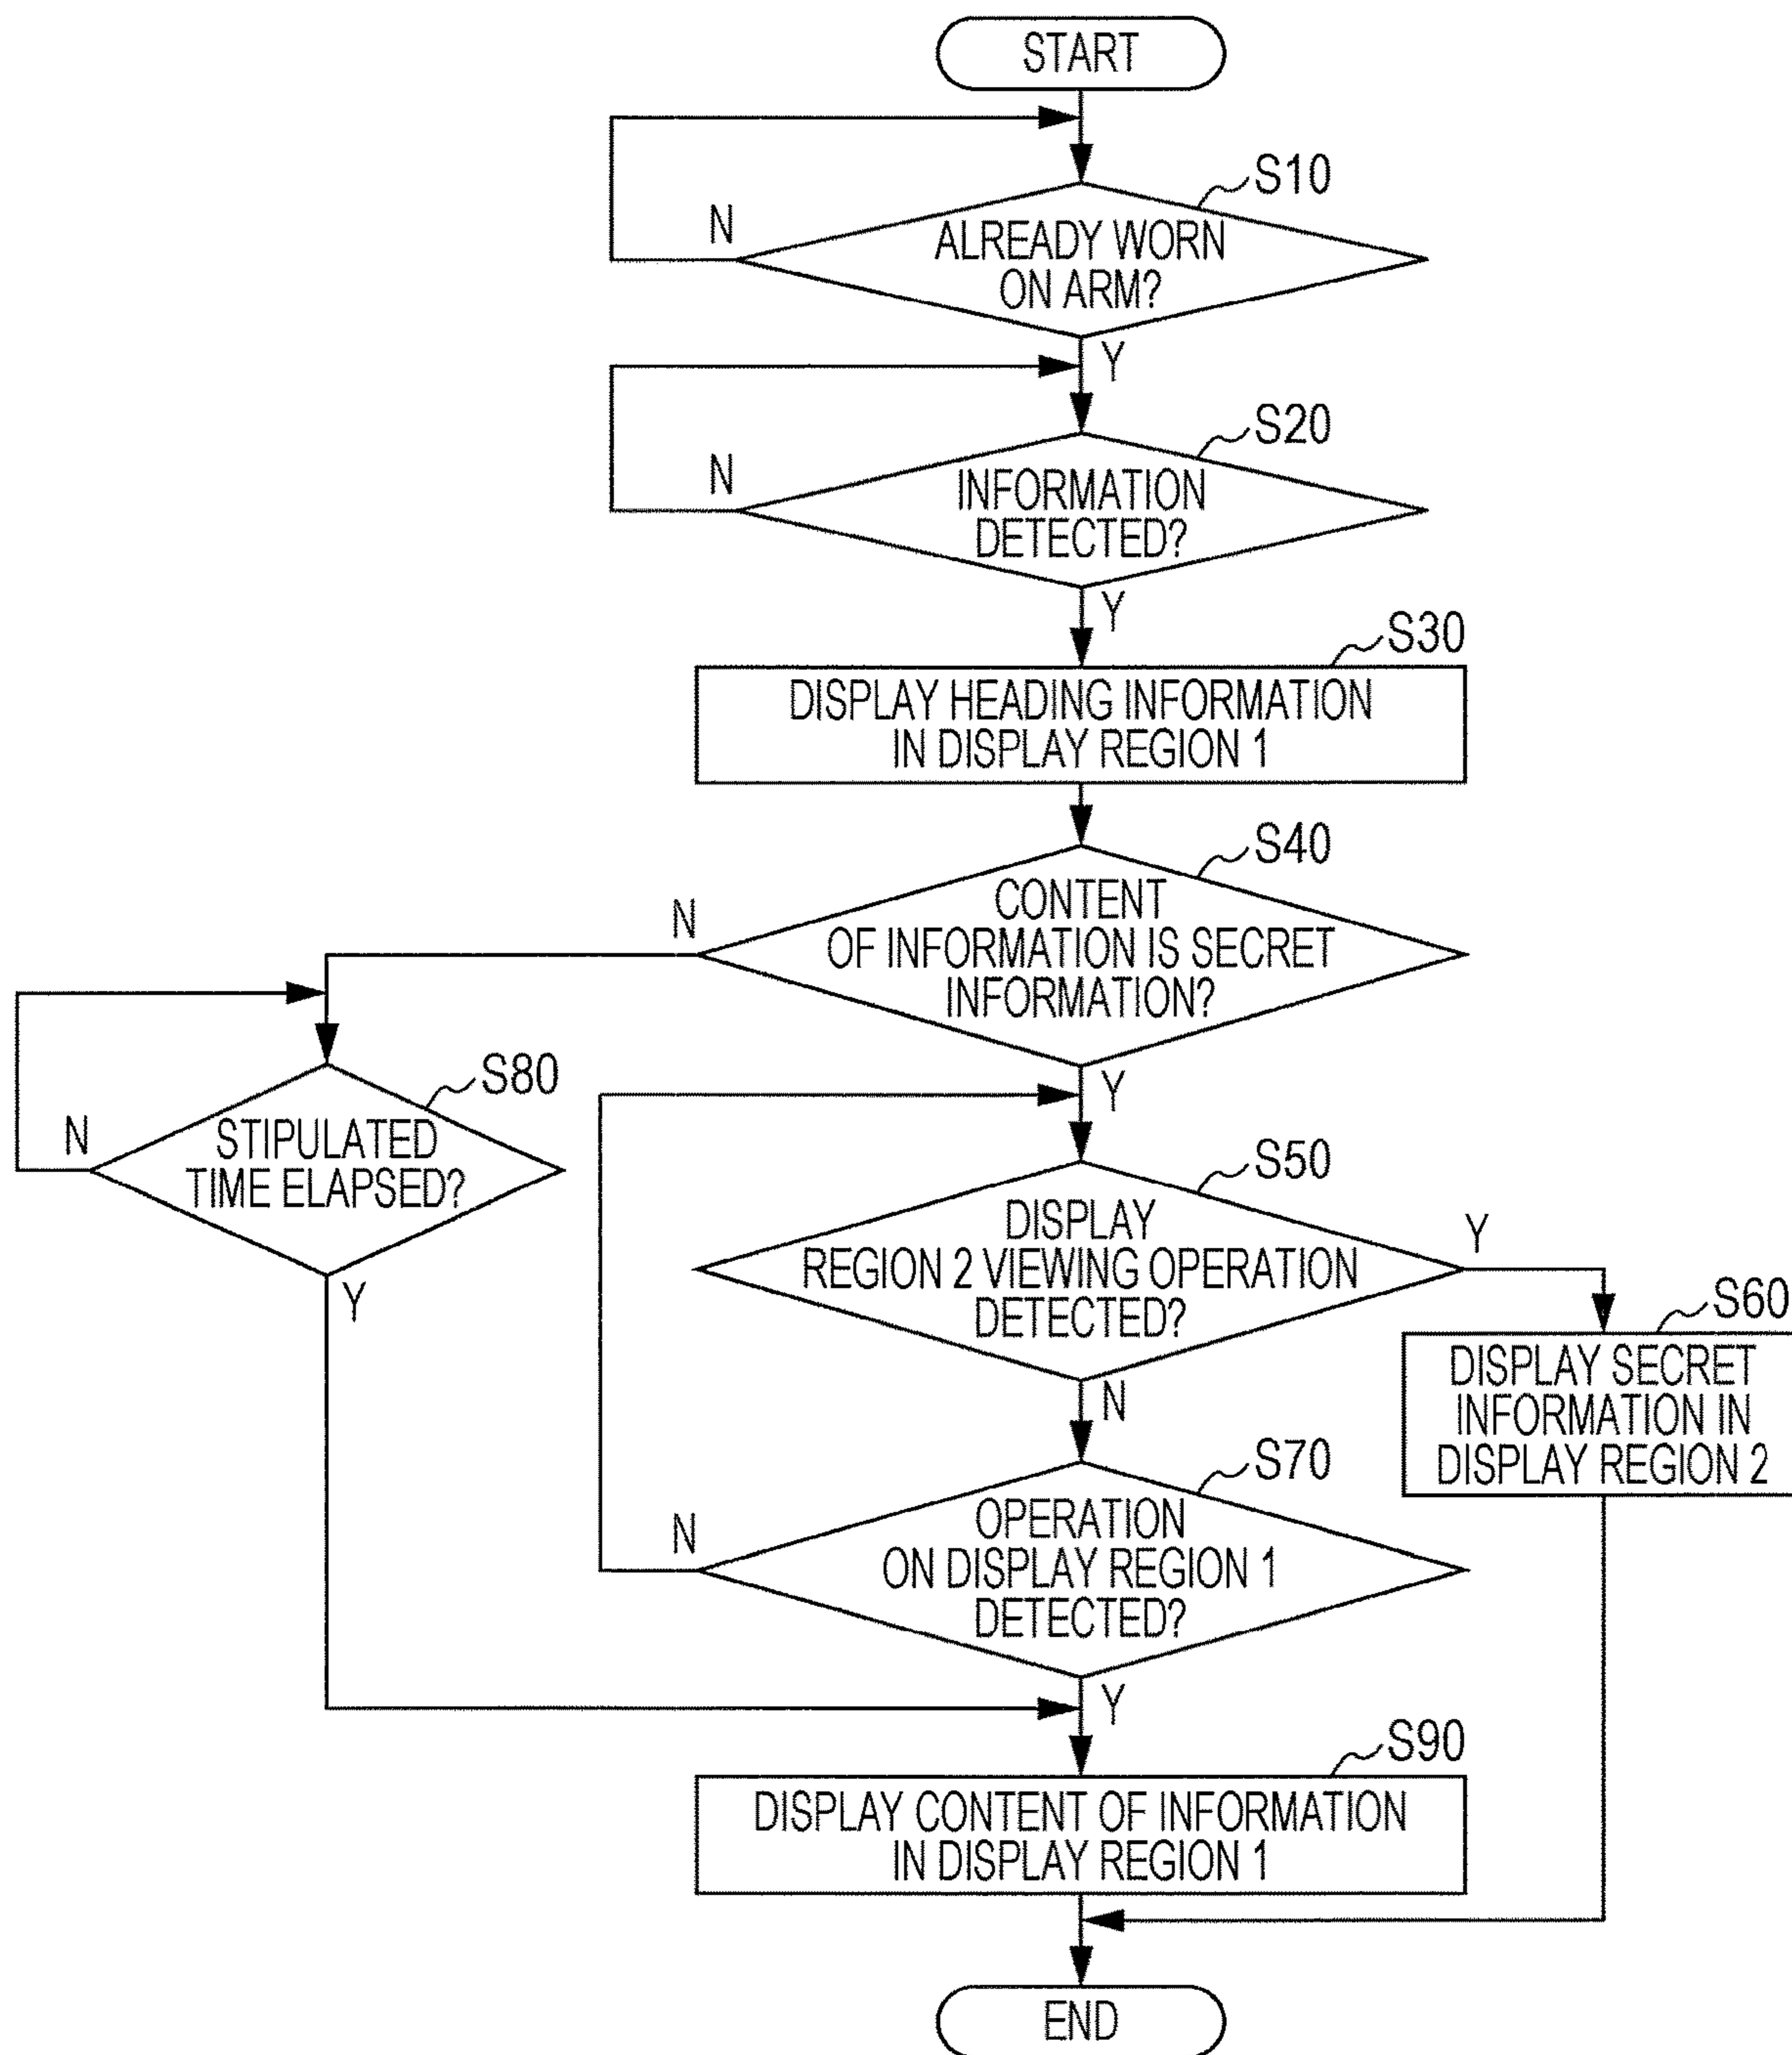 START
S10
N
ALREADY WORN
ON ARM?
Y
S20
N
INFORMATION
DETECTED?
Y
S30
DISPLAY HEADING INFORMATION
IN DISPLAY REGION 1
S40
N
CONTENT
OF INFORMATION IS SECRET
INFORMATION?
Y
S80
N
STIPULATED
TIME ELAPSED?
Y
S50
DISPLAY
REGION 2 VIEWING OPERATION
DETECTED?
Y
N
S60
DISPLAY SECRET
INFORMATION IN
DISPLAY REGION 2
S70
N
OPERATION
ON DISPLAY REGION 1
DETECTED?
Y
S90
DISPLAY CONTENT OF INFORMATION
IN DISPLAY REGION 1
END